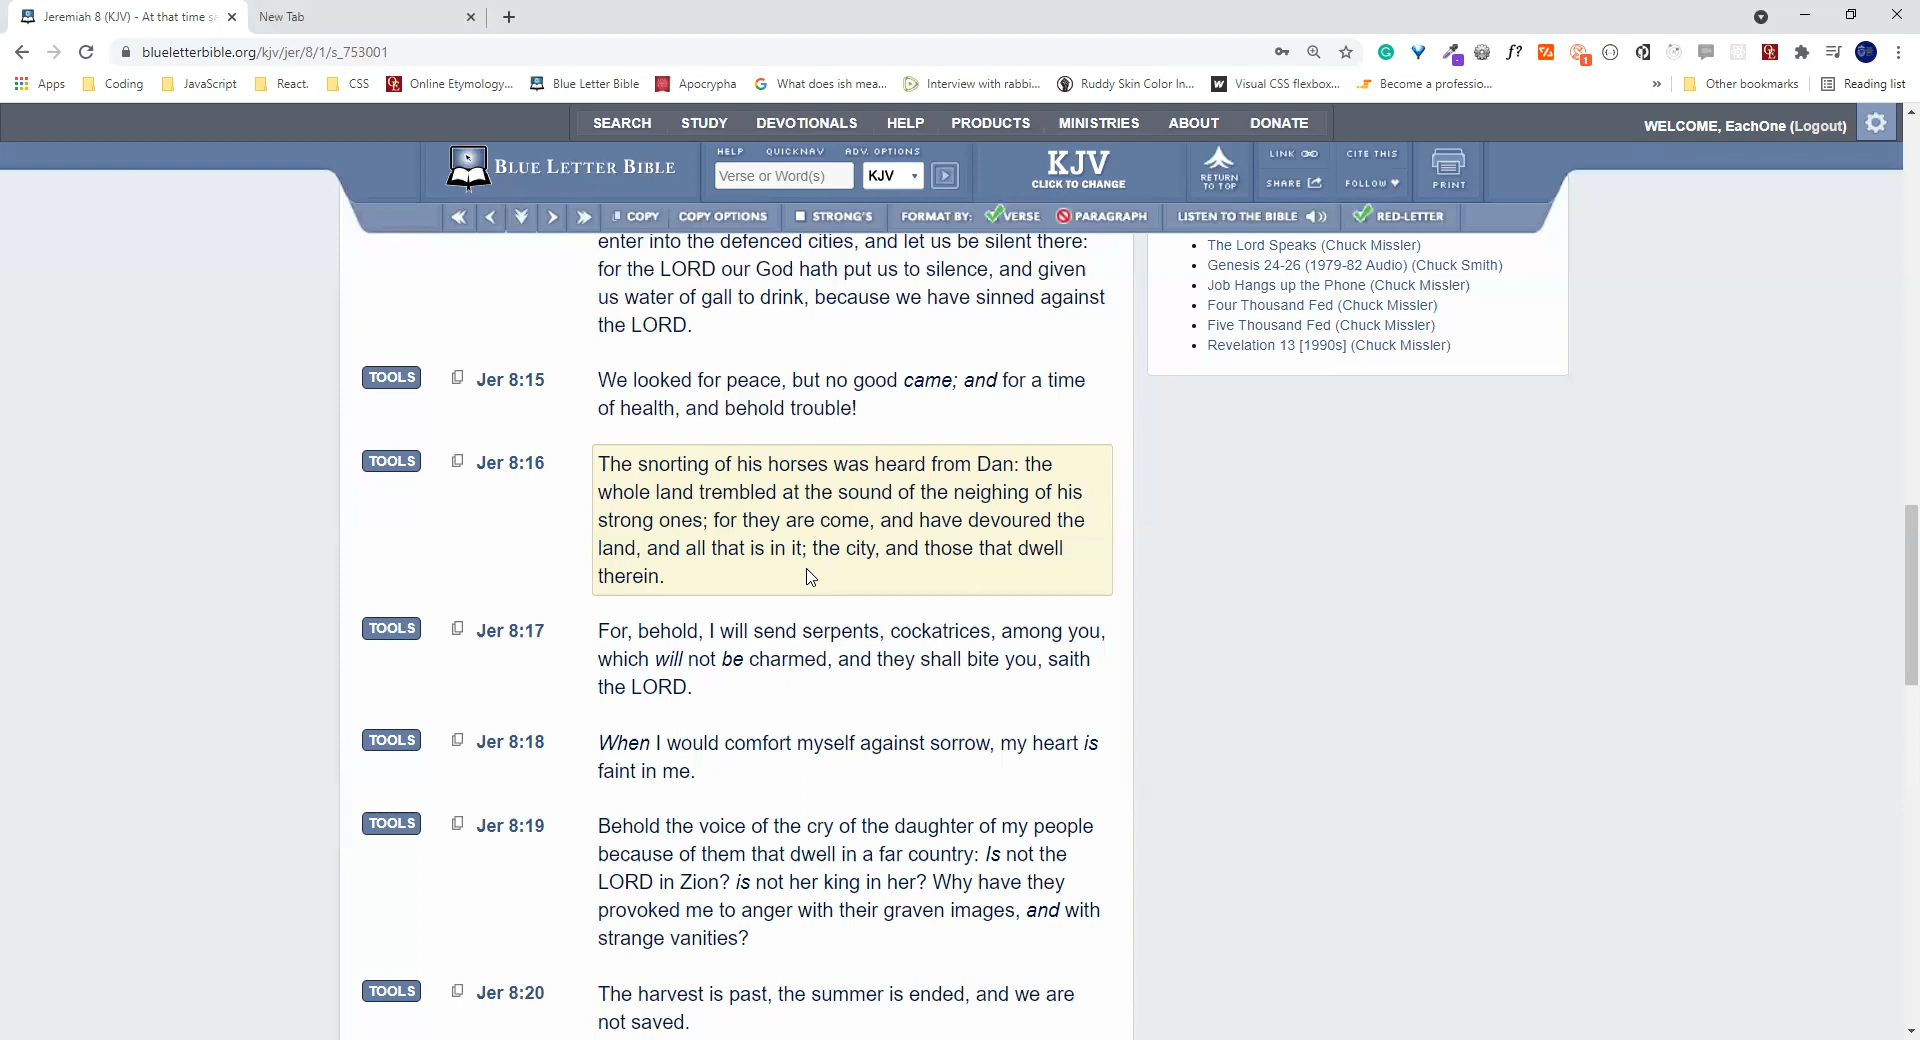 Jeremiah 8 (KJV) - At that time sa
New Tab
blueletterbible.org/kjv/jer/8/1/s_753001
Apps
Coding
JavaScript
React.
CSS
Online Etymology...
Blue Letter Bible
Apocrypha
What does ish mea...
Interview with rabbi...
Ruddy Skin Color In...
Visual CSS flexbox...
Become a professio...
»
Other bookmarks
Reading list
SEARCH
STUDY
DEVOTIONALS
HELP
PRODUCTS
MINISTRIES
ABOUT
DONATE
WELCOME, EachOne (Logout)
BLUE LETTER BIBLE
HELP
QUICKNAV
ADV. OPTIONS
Verse or Word(s)
KJV
KJV
CLICK TO CHANGE
RETURN
TO TOP
LINK
CITE THIS
SHARE
FOLLOW
PRINT
COPY
COPY OPTIONS
STRONG'S
FORMAT BY:
VERSE
PARAGRAPH
LISTEN TO THE BIBLE
RED-LETTER
enter into the defenced cities, and let us be silent there:
for the LORD our God hath put us to silence, and given
us water of gall to drink, because we have sinned against
the LORD.
TOOLS
Jer 8:15
We looked for peace, but no good came; and for a time
of health, and behold trouble!
TOOLS
Jer 8:16
The snorting of his horses was heard from Dan: the
whole land trembled at the sound of the neighing of his
strong ones; for they are come, and have devoured the
land, and all that is in it; the city, and those that dwell
therein.
TOOLS
Jer 8:17
For, behold, I will send serpents, cockatrices, among you,
which will not be charmed, and they shall bite you, saith
the LORD.
TOOLS
Jer 8:18
When I would comfort myself against sorrow, my heart is
faint in me.
TOOLS
Jer 8:19
Behold the voice of the cry of the daughter of my people
because of them that dwell in a far country: Is not the
LORD in Zion? is not her king in her? Why have they
provoked me to anger with their graven images, and with
strange vanities?
TOOLS
Jer 8:20
The harvest is past, the summer is ended, and we are
not saved.
The Lord Speaks (Chuck Missler)
Genesis 24-26 (1979-82 Audio) (Chuck Smith)
Job Hangs up the Phone (Chuck Missler)
Four Thousand Fed (Chuck Missler)
Five Thousand Fed (Chuck Missler)
Revelation 13 [1990s] (Chuck Missler)